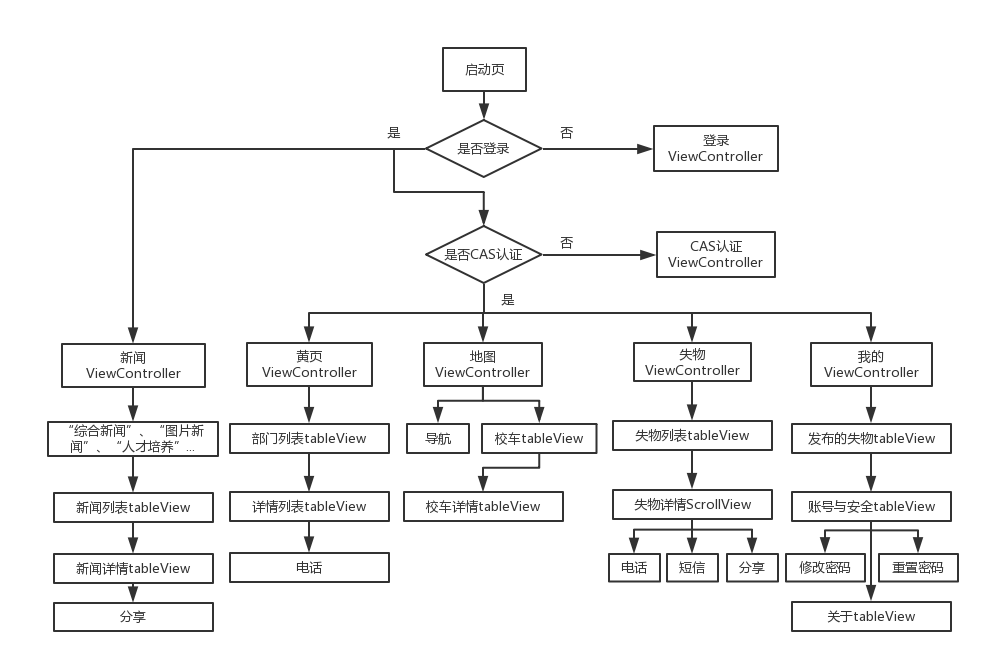 启动页
是
否
是否登录
登录
ViewController
否
是否CAS认证
CAS认证
ViewController
是
新闻
ViewController
黄页
ViewController
地图
ViewController
失物
ViewController
我的
ViewController
“综合新闻”、“图片新
闻”、“人才培养”...
部门列表tableView
导航
校车tableView
失物列表tableView
发布的失物tableView
新闻列表tableView
详情列表tableView
校车详情tableView
失物详情ScrollView
账号与安全tableView
新闻详情tableView
电话
电话
短信
分享
修改密码
重置密码
分享
关于tableView